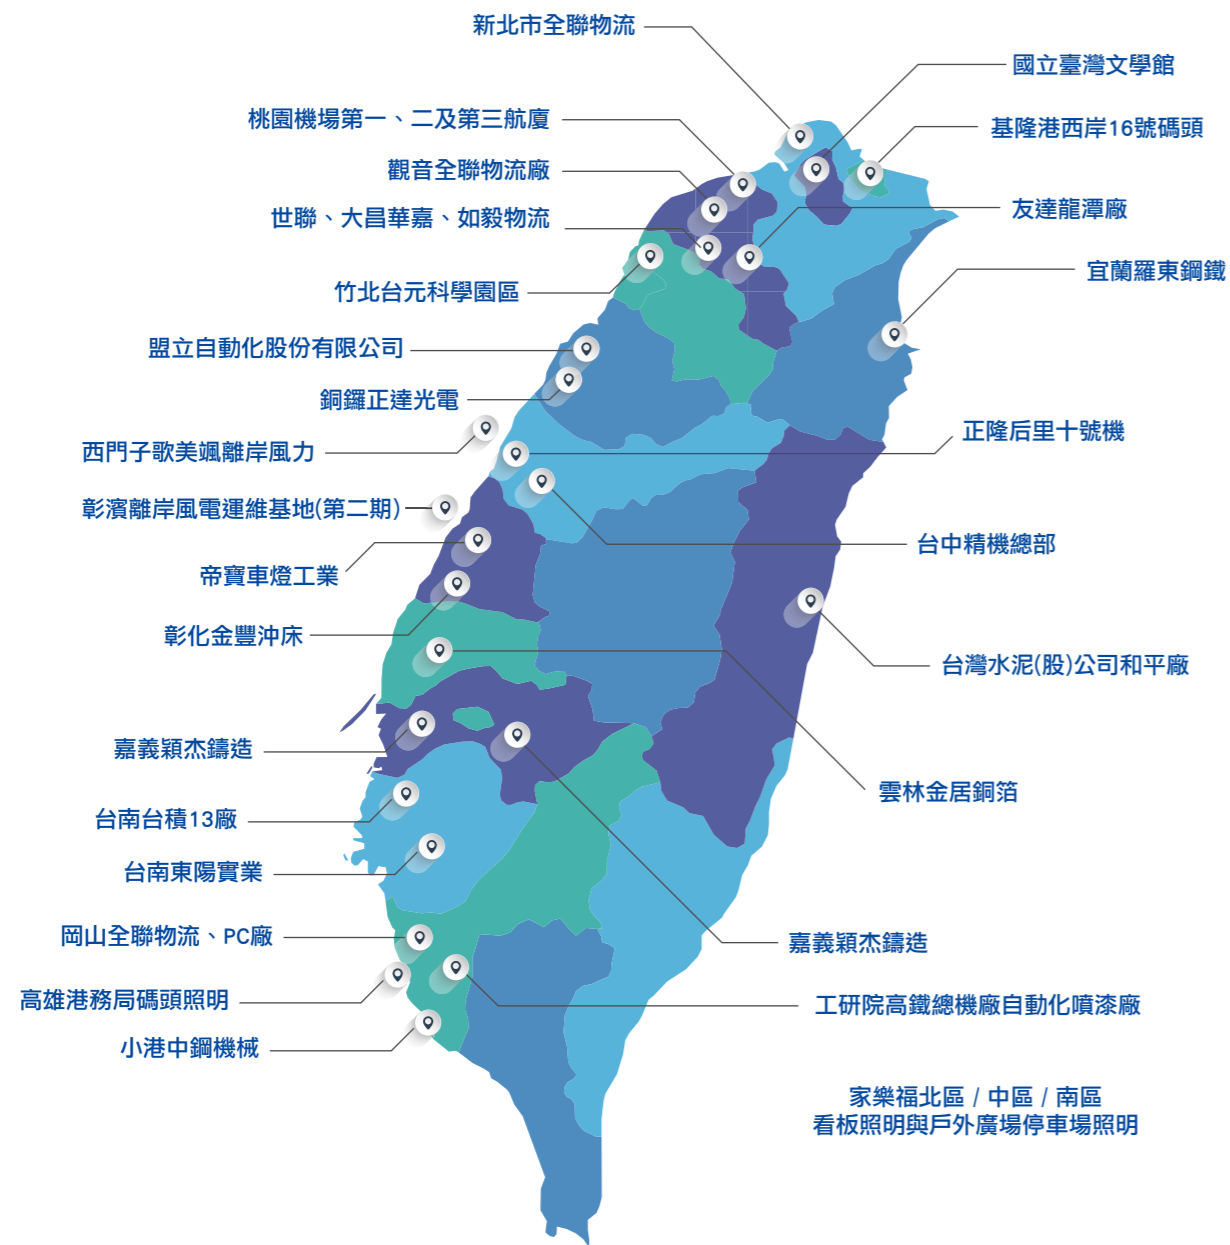 新北市全聯物流
國立臺灣文學館
桃園機場第一、二及第三航廈
基隆港西岸16號碼頭
觀音全聯物流廠
世聯、大昌華嘉、如毅物流
友達龍潭廠
宜蘭羅東鋼鐵
竹北台元科學園區
盟立自動化股份有限公司
銅鑼正達光電
正隆后里十號機
西門子歌美颯離岸風力
彰濱離岸風電運維基地(第二期)
台中精機總部
帝寶車燈工業
彰化金豐沖床
台灣水泥(股)公司和平廠
嘉義穎杰鑄造
雲林金居銅箔
台南台積13廠
台南東陽實業
岡山全聯物流、PC廠
嘉義穎杰鑄造
高雄港務局碼頭照明
工研院高鐵總機廠自動化噴漆廠
小港中鋼機械
家樂福北區 / 中區 / 南區
看板照明與戶外廣場停車場照明